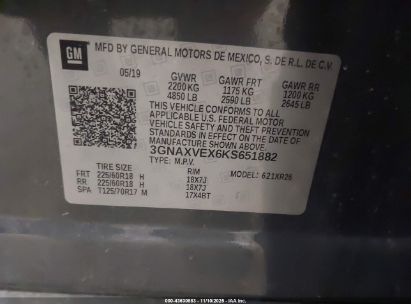 GM MFD BY GENERAL MOTORS DE MEXICO, S. DE R.L. DE C.V.
05/19 GVWR GAWR FRT GAWR RR
2200 KG 1175 KG 1200 KG
4850 LB 2590 LB 2645 LB
THIS VEHICLE CONFORMS TO ALL
APPLICABLE U.S. FEDERAL MOTOR
VEHICLE SAFETY, BUMPER, AND THEFT
PREVENTION STANDARDS IN EFFECT ON
THE DATE OF MANUFACTURE SHOWN ABOVE.
3GNAXVEX6KS651882
TYPE: M.P.V. MODEL: 621XR26
TIRE SIZE RIM
FRT 225/60R18 H 18X7J
RR 225/60R18 H 18X7J
SPA T125/70R17 M 17X4BT